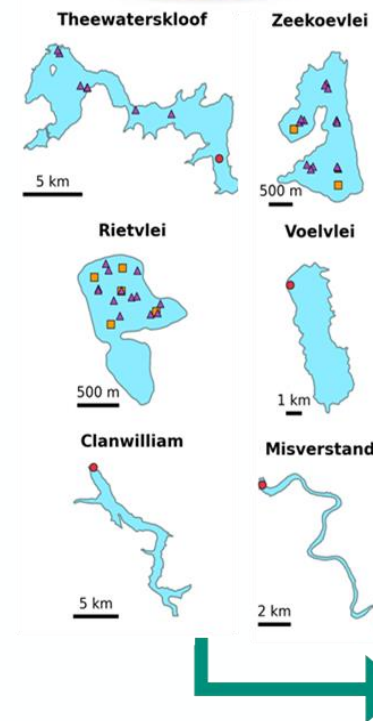 Theewaterskloof
Zeekoevlei
5 km
500 m
Rietvlei
Voelvlei
500 m
1 km
Clanwilliam
Misverstand
5 km
2 km